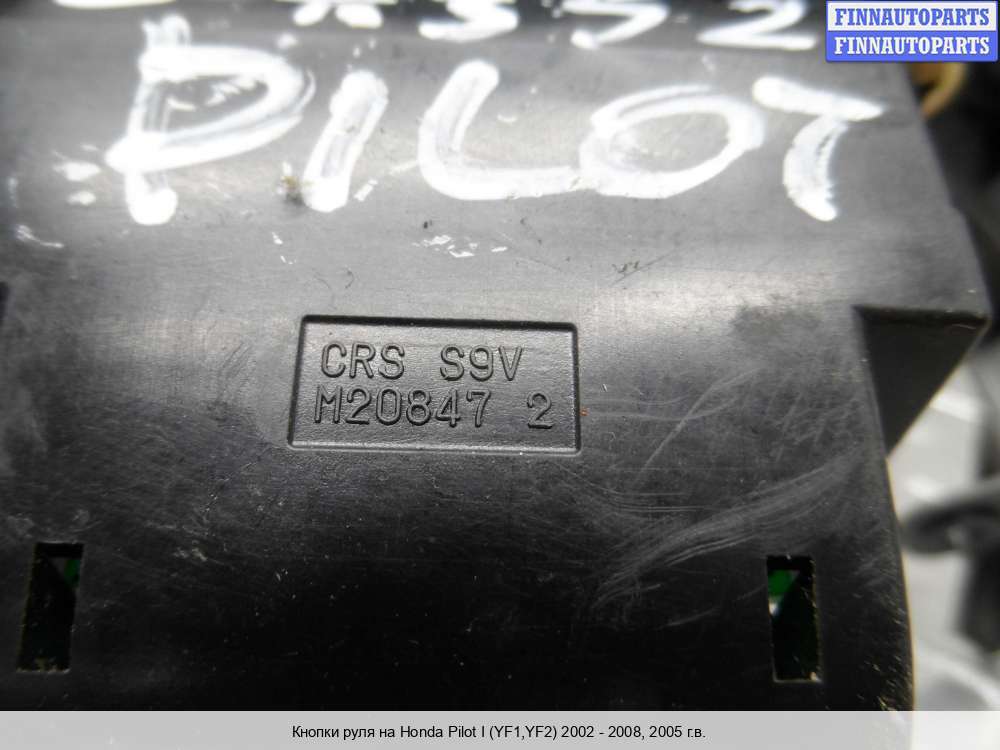 FINNAUTOPARTS
FINNAUTOPARTS
PILOT
CRS S9V
M20847 2
Кнопки руля на Honda Pilot I (YF1,YF2) 2002 - 2008, 2005 г.в.